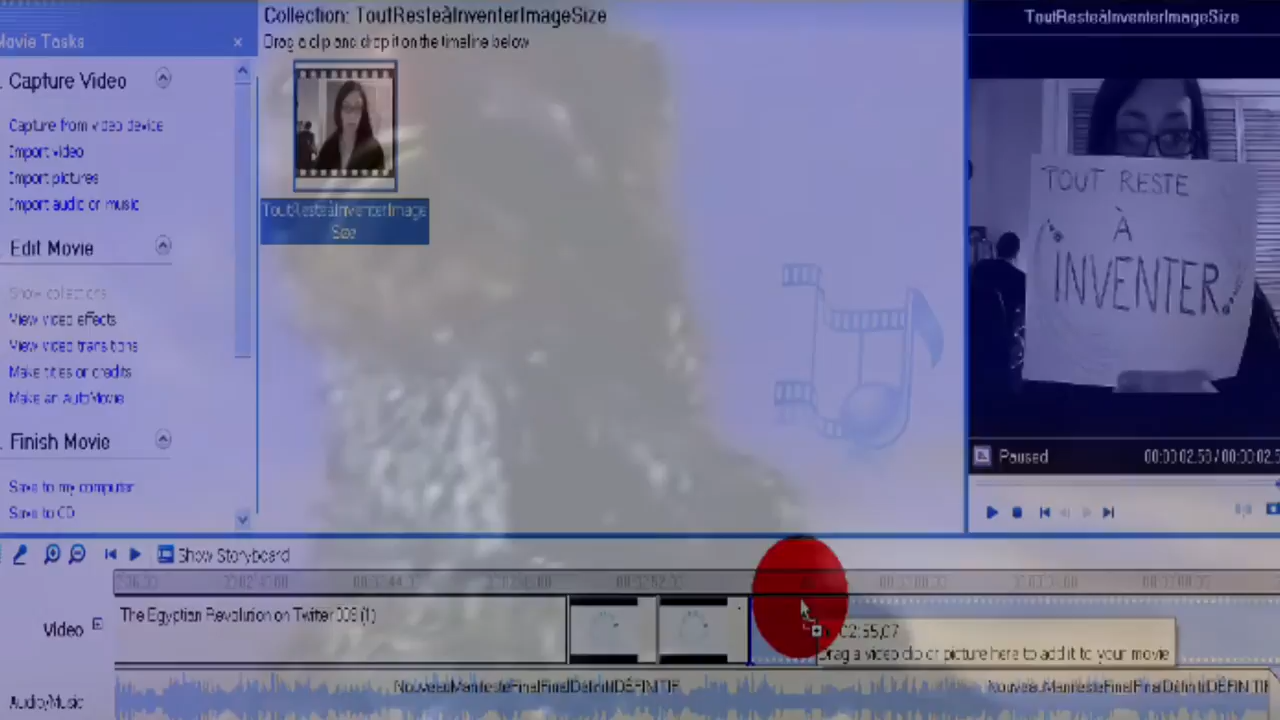 Collection: ToutResteàInventerImageSize
Drag a clip and drop it on the timeline below
Movie Tasks
Capture Video
Capture from video device
Import video
Import pictures
Import audio or music
Edit Movie
Show collections
View video effects
View video transitions
Make titles or credits
Make an AutoMovie
Finish Movie
Save to my computer
Save to CD
ToutResteàInventerImage
Size
ToutResteàInventerImageSize
TOUT RESTE
À
INVENTER!
Paused
Show Storyboard
Video
The Egyptian Revolution on Twitter
Drag a video clip or picture here to add it to your movie
Audio/Music
NouveauManifesteFinalFinalDéfinitiDÉFINITIF
NouveauManifesteFinalFinalDéfinitiDÉFINITIF